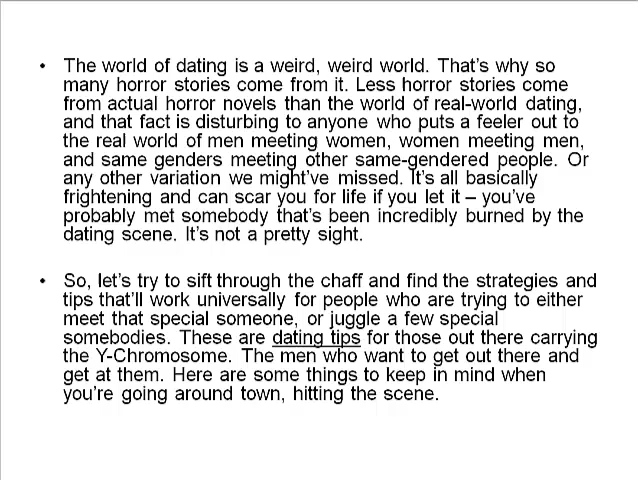 • The world of dating is a weird, weird world. That’s why so
many horror stories come from it. Less horror stories come
from actual horror novels than the world of real-world dating,
and that fact is disturbing to anyone who puts a feeler out to
the real world of men meeting women, women meeting men,
and same genders meeting other same-gendered people. Or
any other variation we might’ve missed. It’s all basically
frightening and can scar you for life if you let it – you’ve
probably met somebody that’s been incredibly burned by the
dating scene. It’s not a pretty sight.
• So, let’s try to sift through the chaff and find the strategies and
tips that’ll work universally for people who are trying to either
meet that special someone, or juggle a few special
somebodies. These are dating tips for those out there carrying
the Y-Chromosome. The men who want to get out there and
get at them. Here are some things to keep in mind when
you’re going around town, hitting the scene.